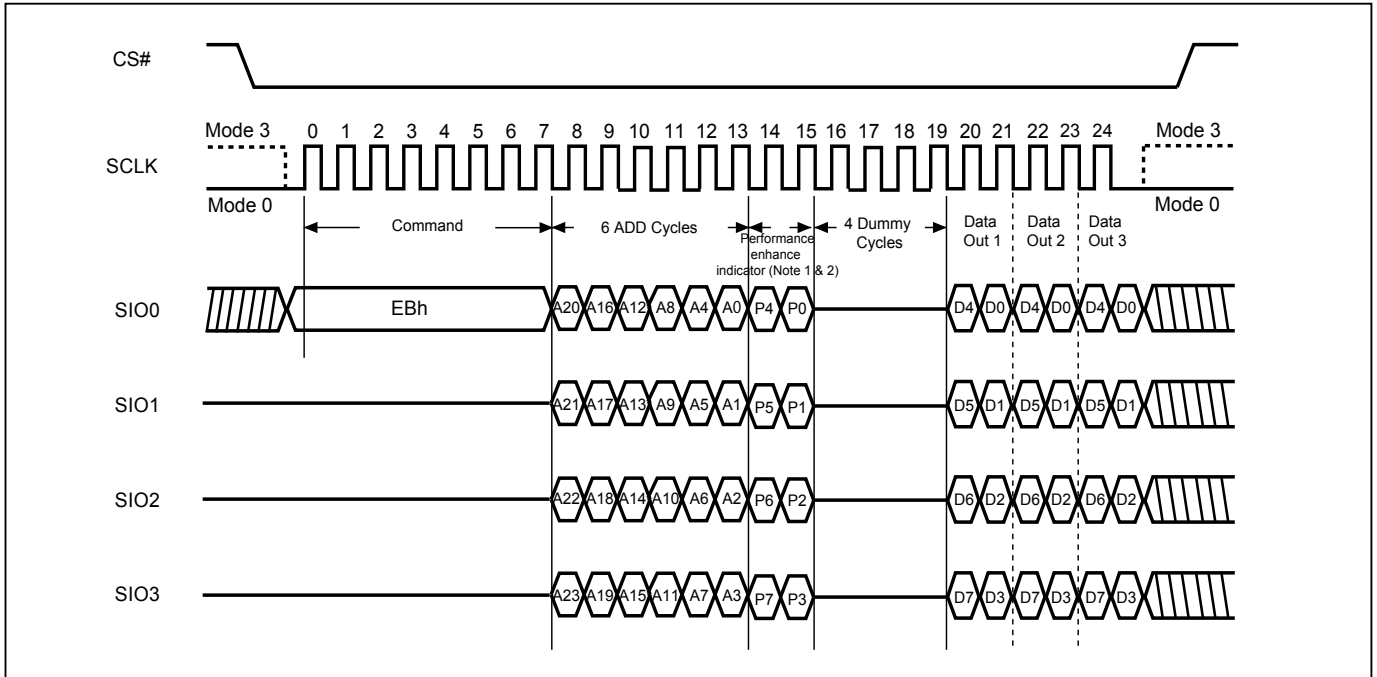 CS#
Mode 3 0 1 2 3 4 5 6 7 8 9 10 11 12 13 14 15 16 17 18 19 20 21 22 23 24 Mode 3
SCLK
Mode 0 Mode 0
Command 6 ADD Cycles Performance enhance indicator (Note 1 & 2) 4 Dummy Cycles Data Out 1 Data Out 2 Data Out 3
SIO0 EBh A20 A16 A12 A8 A4 A0 P4 P0 D4 D0 D4 D0 D4 D0
SIO1 A21 A17 A13 A9 A5 A1 P5 P1 D5 D1 D5 D1 D5 D1
SIO2 A22 A18 A14 A10 A6 A2 P6 P2 D6 D2 D6 D2 D6 D2
SIO3 A23 A19 A15 A11 A7 A3 P7 P3 D7 D3 D7 D3 D7 D3